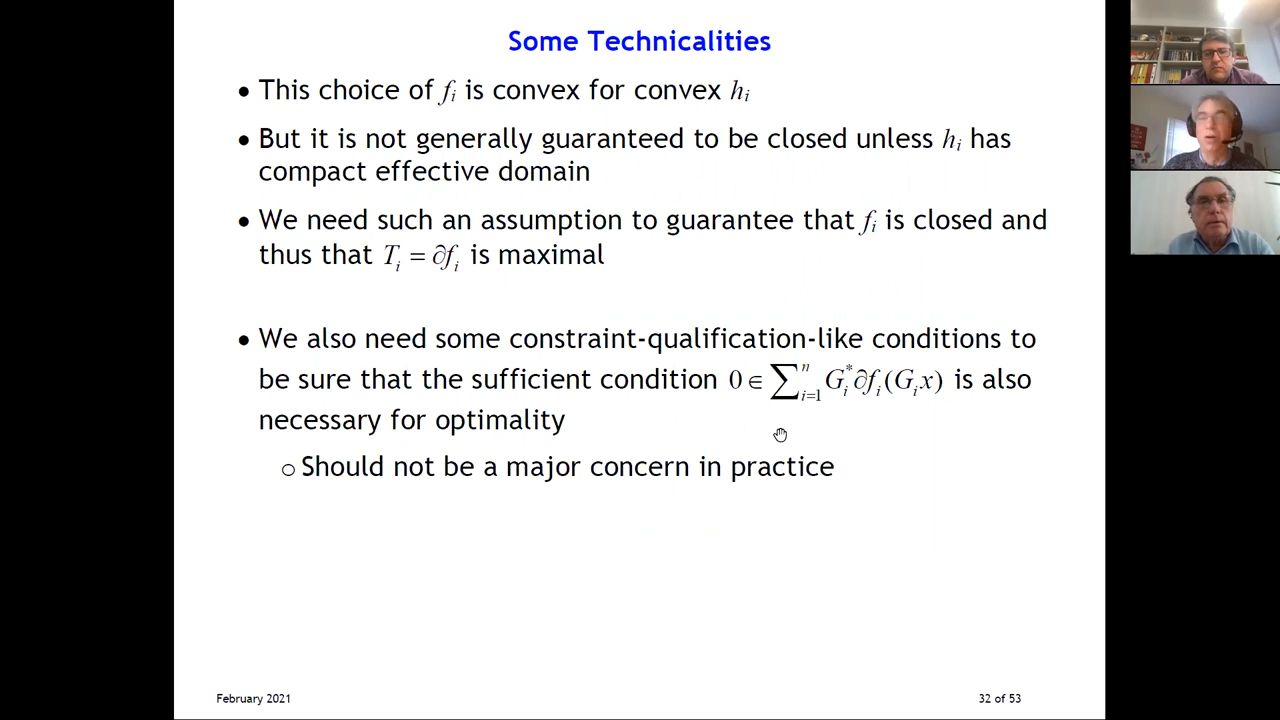 Some Technicalities
• This choice of fᵢ is convex for convex hᵢ
• But it is not generally guaranteed to be closed unless hᵢ has
compact effective domain
• We need such an assumption to guarantee that fᵢ is closed and
thus that Tᵢ = ∂fᵢ is maximal
• We also need some constraint-qualification-like conditions to
be sure that the sufficient condition 0 ∈ ∑ⁿᵢ₌₁ Gᵢ*∂fᵢ(Gᵢx) is also
necessary for optimality
○ Should not be a major concern in practice
February 2021
32 of 53